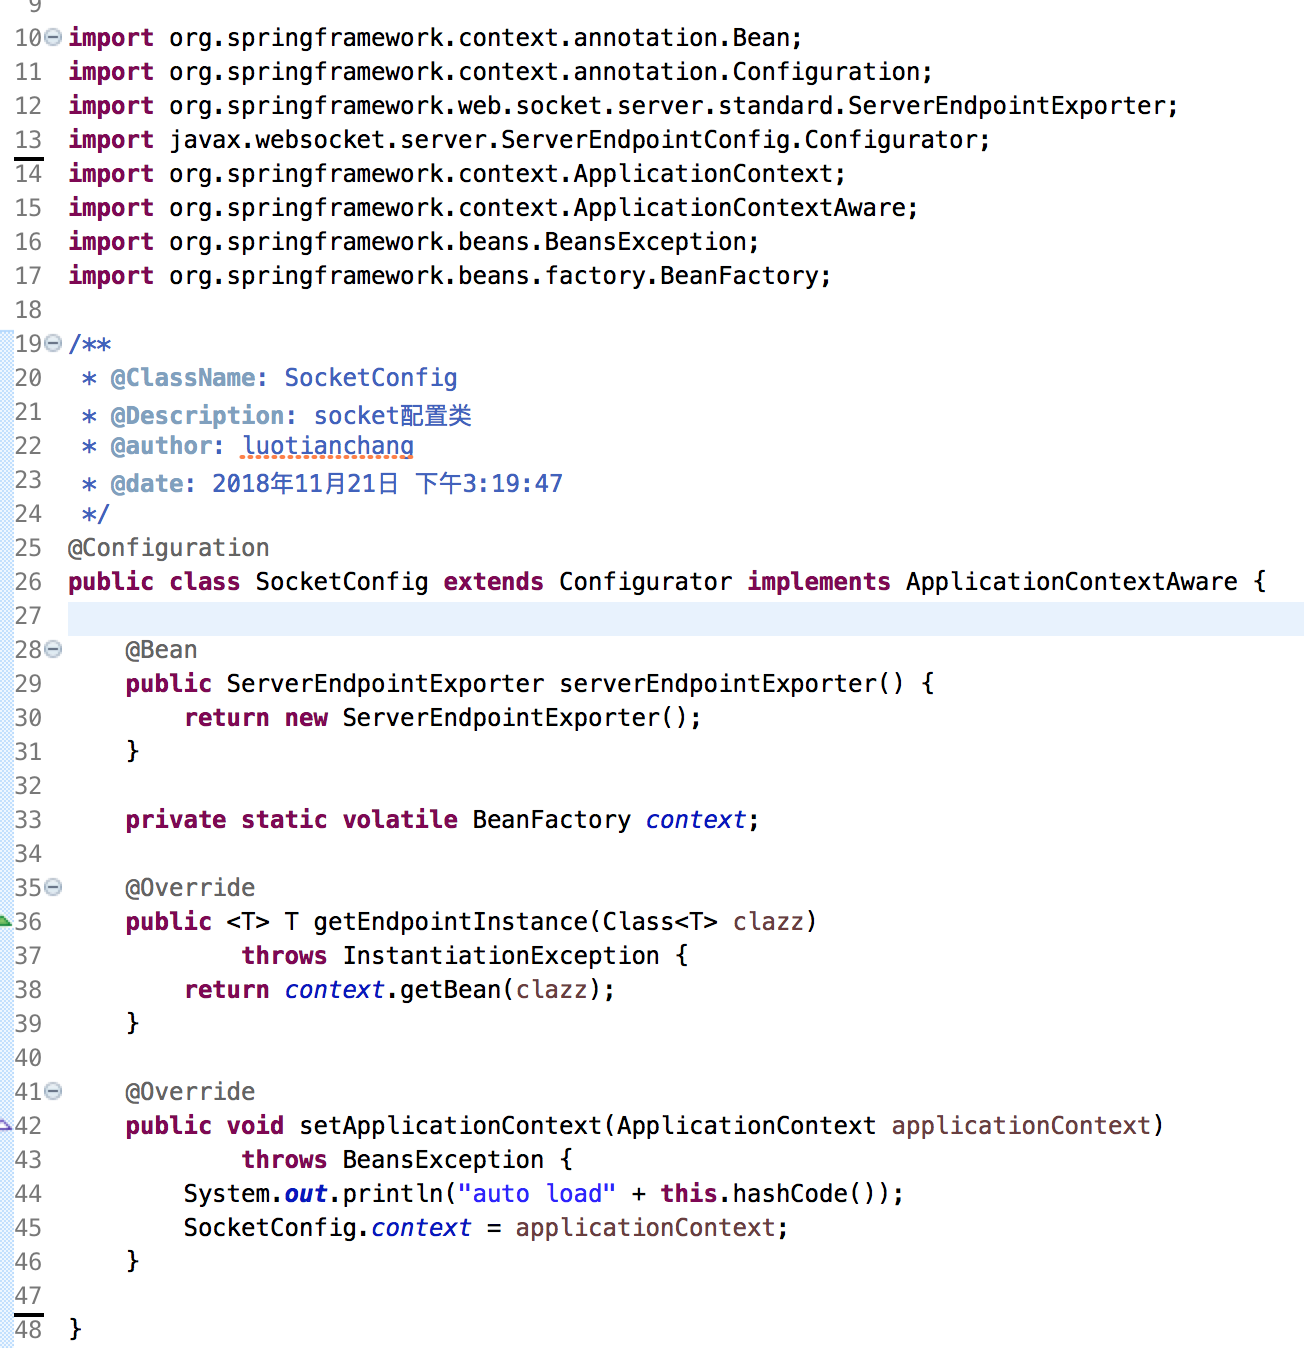 9
10 import org.springframework.context.annotation.Bean;
11 import org.springframework.context.annotation.Configuration;
12 import org.springframework.web.socket.server.standard.ServerEndpointExporter;
13 import javax.websocket.server.ServerEndpointConfig.Configurator;
14 import org.springframework.context.ApplicationContext;
15 import org.springframework.context.ApplicationContextAware;
16 import org.springframework.beans.BeansException;
17 import org.springframework.beans.factory.BeanFactory;
18
19 /**
20  * @ClassName: SocketConfig
21  * @Description: socket配置类
22  * @author: luotianchang
23  * @date: 2018年11月21日 下午3:19:47
24  */
25 @Configuration
26 public class SocketConfig extends Configurator implements ApplicationContextAware {
27
28     @Bean
29     public ServerEndpointExporter serverEndpointExporter() {
30         return new ServerEndpointExporter();
31     }
32
33     private static volatile BeanFactory context;
34
35     @Override
36     public <T> T getEndpointInstance(Class<T> clazz)
37             throws InstantiationException {
38         return context.getBean(clazz);
39     }
40
41     @Override
42     public void setApplicationContext(ApplicationContext applicationContext)
43             throws BeansException {
44         System.out.println("auto load" + this.hashCode());
45         SocketConfig.context = applicationContext;
46     }
47
48 }